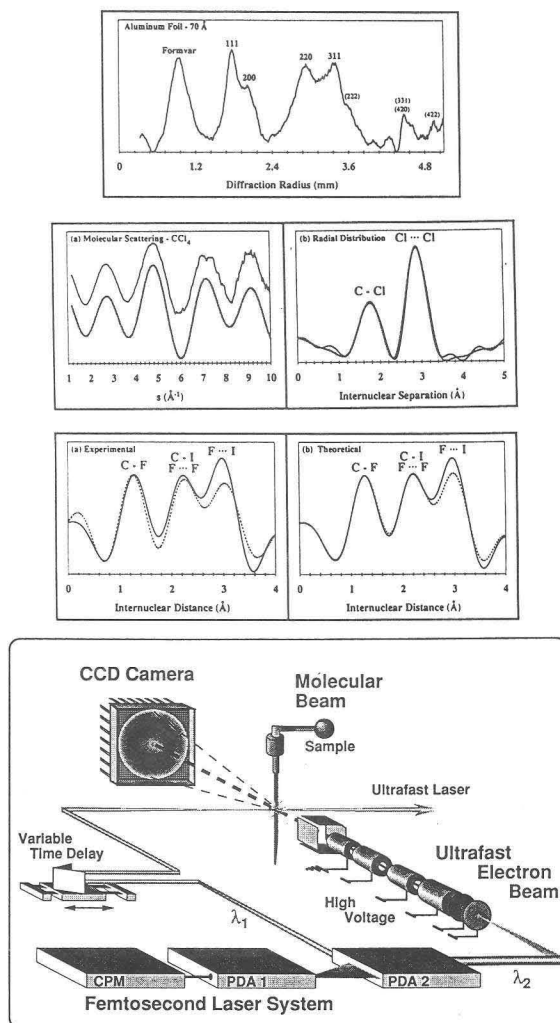 Aluminum Foil - 70 Å
Formvar 111 200 220 311 (222) (331) (420) (422)
0 1.2 2.4 3.6 4.8
Diffraction Radius (mm)
(a) Molecular Scattering - CCl4
1 2 3 4 5 6 7 8 9 10
s (Å-1)
(b) Radial Distribution
Cl ··· Cl
C - Cl
0 1 2 3 4 5
Internuclear Separation (Å)
(a) Experimental
C - F
C - I
F ··· F
F ··· I
0 1 2 3 4
Internuclear Distance (Å)
(b) Theoretical
C - F
C - I
F ··· F
F ··· I
0 1 2 3 4
Internuclear Distance (Å)
CCD Camera
Molecular
Beam
Sample
Ultrafast Laser
Variable
Time Delay
Ultrafast
Electron
Beam
High
Voltage
λ1
λ2
CPM
PDA 1
PDA 2
Femtosecond Laser System